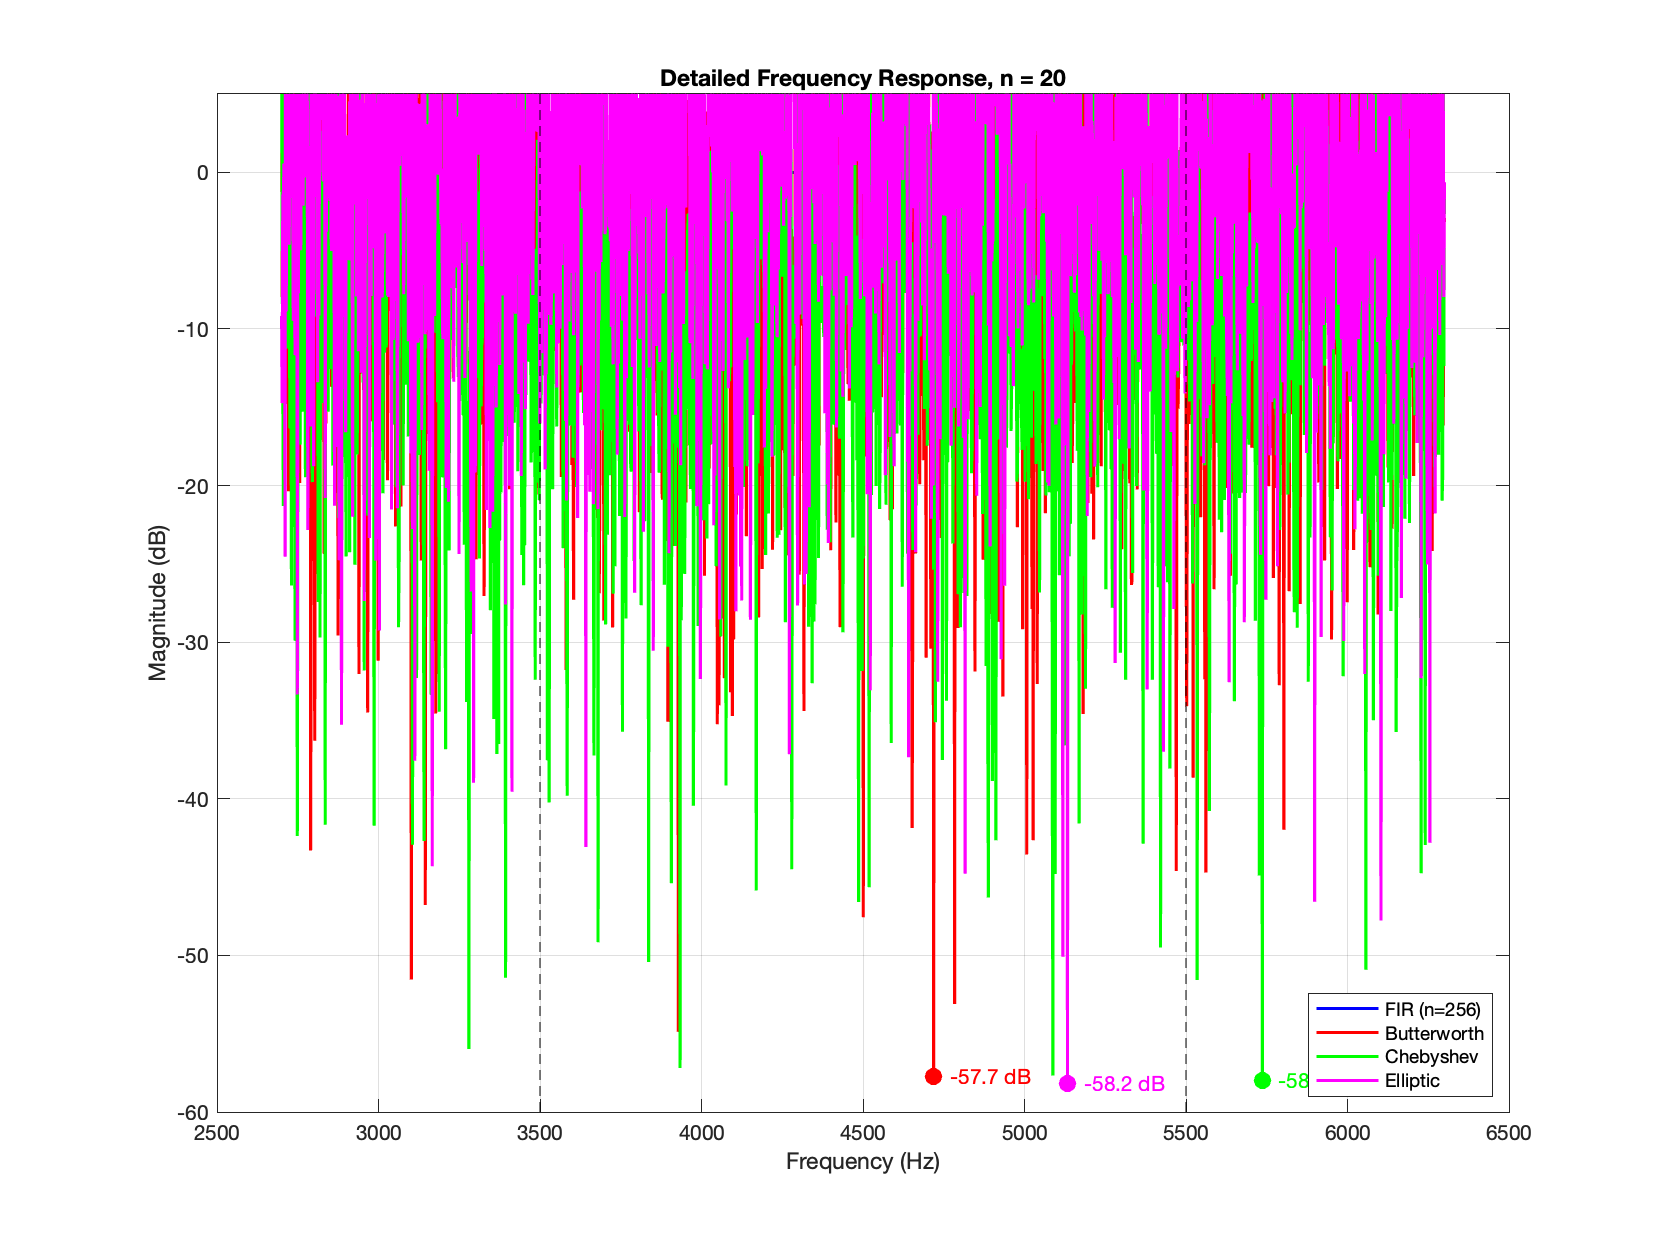 Detailed Frequency Response, n = 20
Magnitude (dB)
0
-10
-20
-30
-40
-50
-60
-57.7 dB
-58.2 dB
-58
FIR (n=256)
Butterworth
Chebyshev
Elliptic
2500
3000
3500
4000
4500
5000
5500
6000
6500
Frequency (Hz)